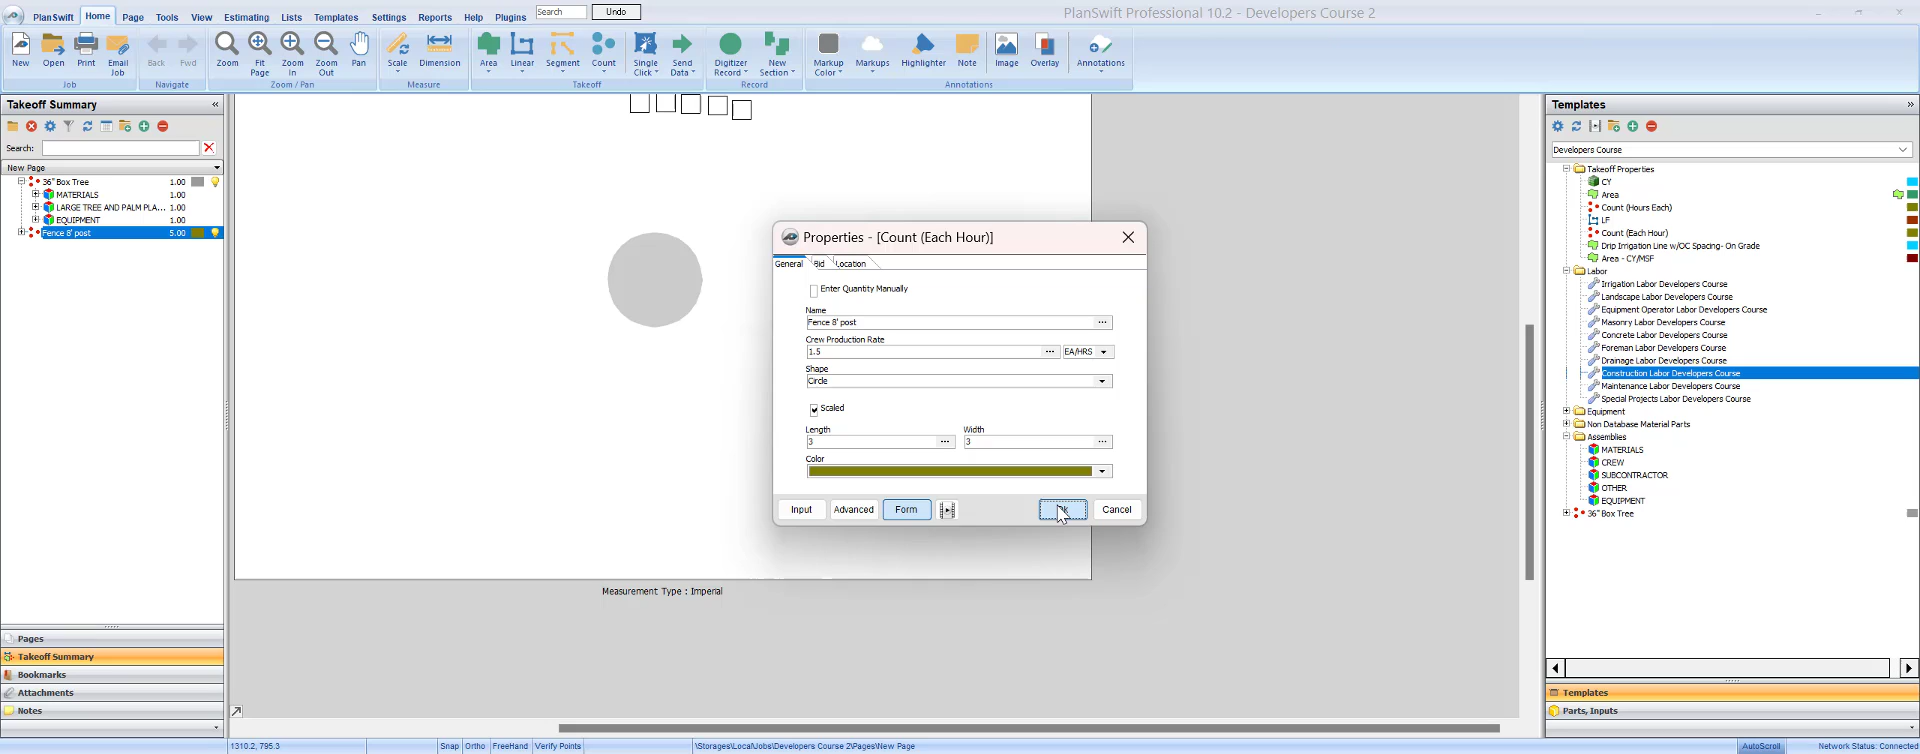 PlanSwift Home Page Tools View Estimating Lists Templates Settings Reports Help Plugins Search Undo
PlanSwift Professional 10.2 - Developers Course 2
New Open Print Email Job Back Fwd Zoom Fit Page Zoom In Zoom Out Pan Scale Dimension Area Linear Segment Count Single Click Send Data Digitizer Record New Section Markup Color Markups Highlighter Note Image Overlay Annotations
Job Navigate Zoom / Pan Measure Takeoff Record Annotations
Takeoff Summary «
Search:
New Page
36" Box Tree 1.00
MATERIALS 1.00
LARGE TREE AND PALM PLA... 1.00
EQUIPMENT 1.00
Fence 8' post 5.00
Pages
Takeoff Summary
Bookmarks
Attachments
Notes
Measurement Type : Imperial
Properties - [Count (Each Hour)]
General Bid Location
Enter Quantity Manually
Name
Fence 8' post ...
Crew Production Rate
1.5 ... EA/HRS
Shape
Circle
Scaled
Length Width
3 ... 3 ...
Color
Input Advanced Form Cancel
Templates »
Developers Course
Takeoff Properties
CY
Area
Count (Hours Each)
LF
Count (Each Hour)
Drip Irrigation Line w/OC Spacing- On Grade
Area - CY/MSF
Labor
Irrigation Labor Developers Course
Landscape Labor Developers Course
Equipment Operator Labor Developers Course
Masonry Labor Developers Course
Concrete Labor Developers Course
Foreman Labor Developers Course
Drainage Labor Developers Course
Construction Labor Developers Course
Maintenance Labor Developers Course
Special Projects Labor Developers Course
Equipment
Non Database Material Parts
Assemblies
MATERIALS
CREW
SUBCONTRACTOR
OTHER
EQUIPMENT
36" Box Tree
Templates
Parts, Inputs
1310.2, 795.3 Snap Ortho FreeHand Verify Points \Storages\Local\Jobs\Developers Course 2\Pages\New Page AutoScroll Network Status: Connected